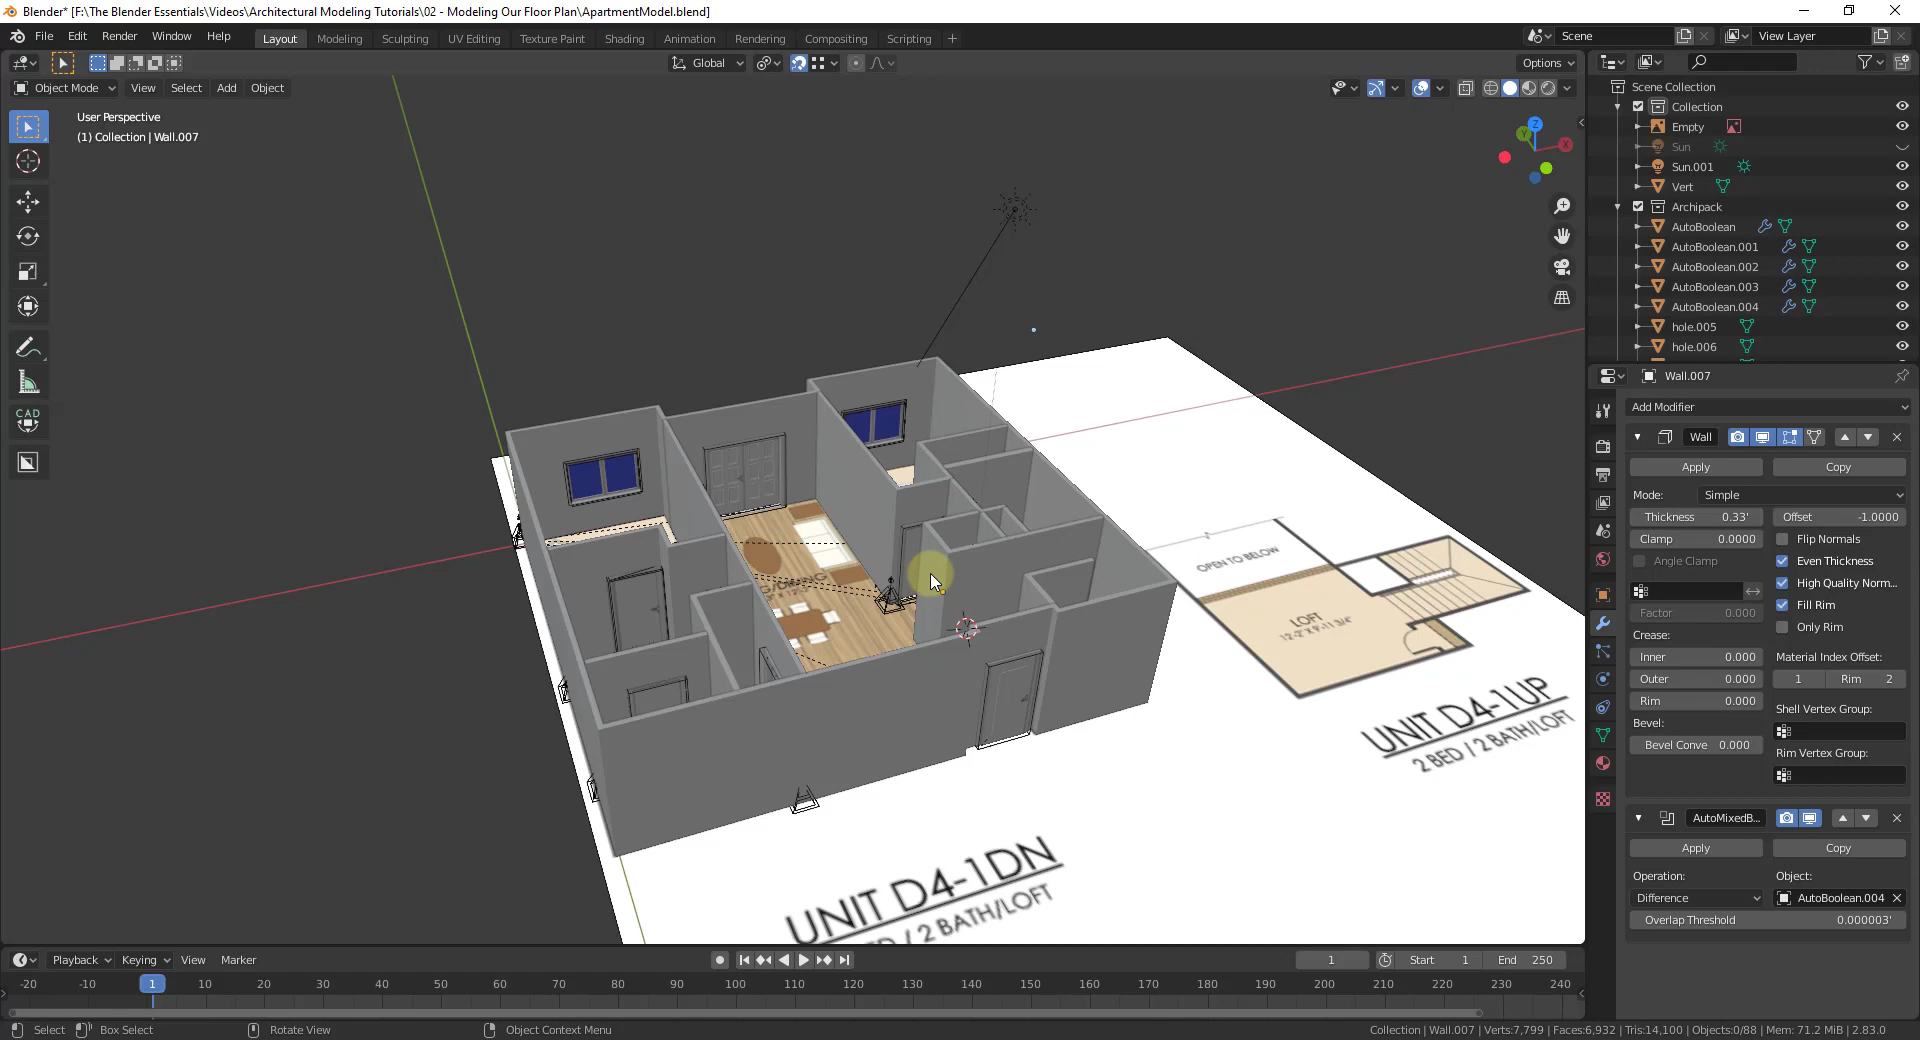 Blender* [F:\The Blender Essentials\Videos\Architectural Modeling Tutorials\02 - Modeling Our Floor Plan\ApartmentModel.blend]
File Edit Render Window Help Layout Modeling Sculpting UV Editing Texture Paint Shading Animation Rendering Compositing Scripting + Scene View Layer
Global Options
Object Mode View Select Add Object
User Perspective
(1) Collection | Wall.007
CAD
Z
Y
X
Scene Collection
Collection
Empty
Sun
Sun.001
Vert
Archipack
AutoBoolean
AutoBoolean.001
AutoBoolean.002
AutoBoolean.003
AutoBoolean.004
hole.005
hole.006
Wall.007
Add Modifier
Wall
Apply Copy
Mode: Simple
Thickness 0.33' Offset -1.0000
Clamp 0.0000 Flip Normals
Angle Clamp Even Thickness
High Quality Norm...
Factor 0.000 Fill Rim
Crease: Only Rim
Inner 0.000 Material Index Offset:
Outer 0.000 1 Rim 2
Rim 0.000 Shell Vertex Group:
Bevel:
Bevel Conve 0.000 Rim Vertex Group:
AutoMixedB...
Apply Copy
Operation: Object:
Difference AutoBoolean.004
Overlap Threshold 0.000003'
OPEN TO BELOW
LOFT
12'-2" X 9'-11 3/4"
UNIT D4-1UP
2 BED / 2 BATH/LOFT
UNIT D4-1DN
/ 2 BATH/LOFT
Playback Keying View Marker 1 Start 1 End 250
-20 -10 1 10 20 30 40 50 60 70 80 90 100 110 120 130 140 150 160 170 180 190 200 210 220 230 240
Select Box Select Rotate View Object Context Menu Collection | Wall.007 | Verts:7,799 | Faces:6,932 | Tris:14,100 | Objects:0/88 | Mem: 71.2 MiB | 2.83.0